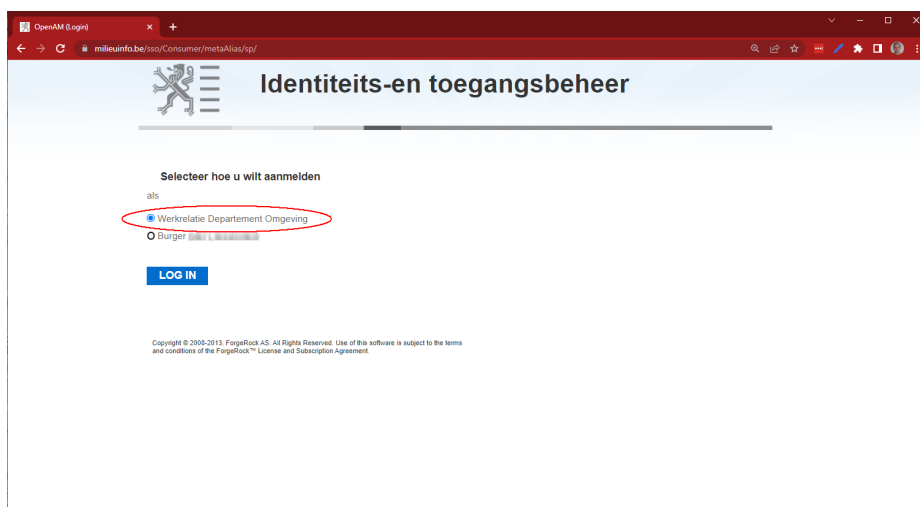 OpenAM (Login)
milieuinfo.be/sso/Consumer/metaAlias/sp/
Identiteits-en toegangsbeheer
Selecteer hoe u wilt aanmelden
als
Werkrelatie Departement Omgeving
Burger
LOG IN
Copyright © 2008-2013, ForgeRock AS. All Rights Reserved. Use of this software is subject to the terms
and conditions of the ForgeRock™ License and Subscription Agreement.